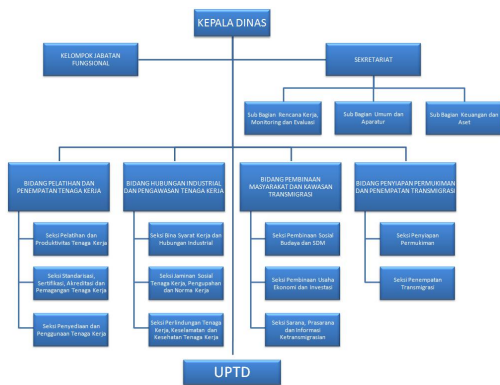 KEPALA DINAS
KELOMPOK JABATAN
FUNGSIONAL
SEKRETARIAT
Sub Bagian Rencana Kerja,
Monitoring dan Evaluasi
Sub Bagian Umum dan
Aparatur
Sub Bagian Keuangan dan
Aset
BIDANG PELATIHAN DAN
PENEMPATAN TENAGA KERJA
BIDANG HUBUNGAN INDUSTRIAL
DAN PENGAWASAN TENAGA KERJA
BIDANG PEMBINAAN
MASYARAKAT DAN KAWASAN
TRANSMIGRASI
BIDANG PENYIAPAN PERMUKIMAN
DAN PENEMPATAN TRANSMIGRASI
Seksi Pelatihan dan
Produktivitas Tenaga Kerja
Seksi Bina Syarat Kerja dan
Hubungan Industrial
Seksi Pembinaan Sosial
Budaya dan SDM
Seksi Penyiapan
Permukiman
Seksi Standarisasi,
Sertifikasi, Akreditasi dan
Pemagangan Tenaga Kerja
Seksi Jaminan Sosial
Tenaga Kerja, Pengupahan
dan Norma Kerja
Seksi Pembinaan Usaha
Ekonomi dan Investasi
Seksi Penempatan
Transmigrasi
Seksi Penyediaan dan
Penggunaan Tenaga Kerja
Seksi Perlindungan Tenaga
Kerja, Keselamatan dan
Kesehatan Tenaga Kerja
Seksi Sarana, Prasarana
dan Informasi
Ketransmigrasian
UPTD